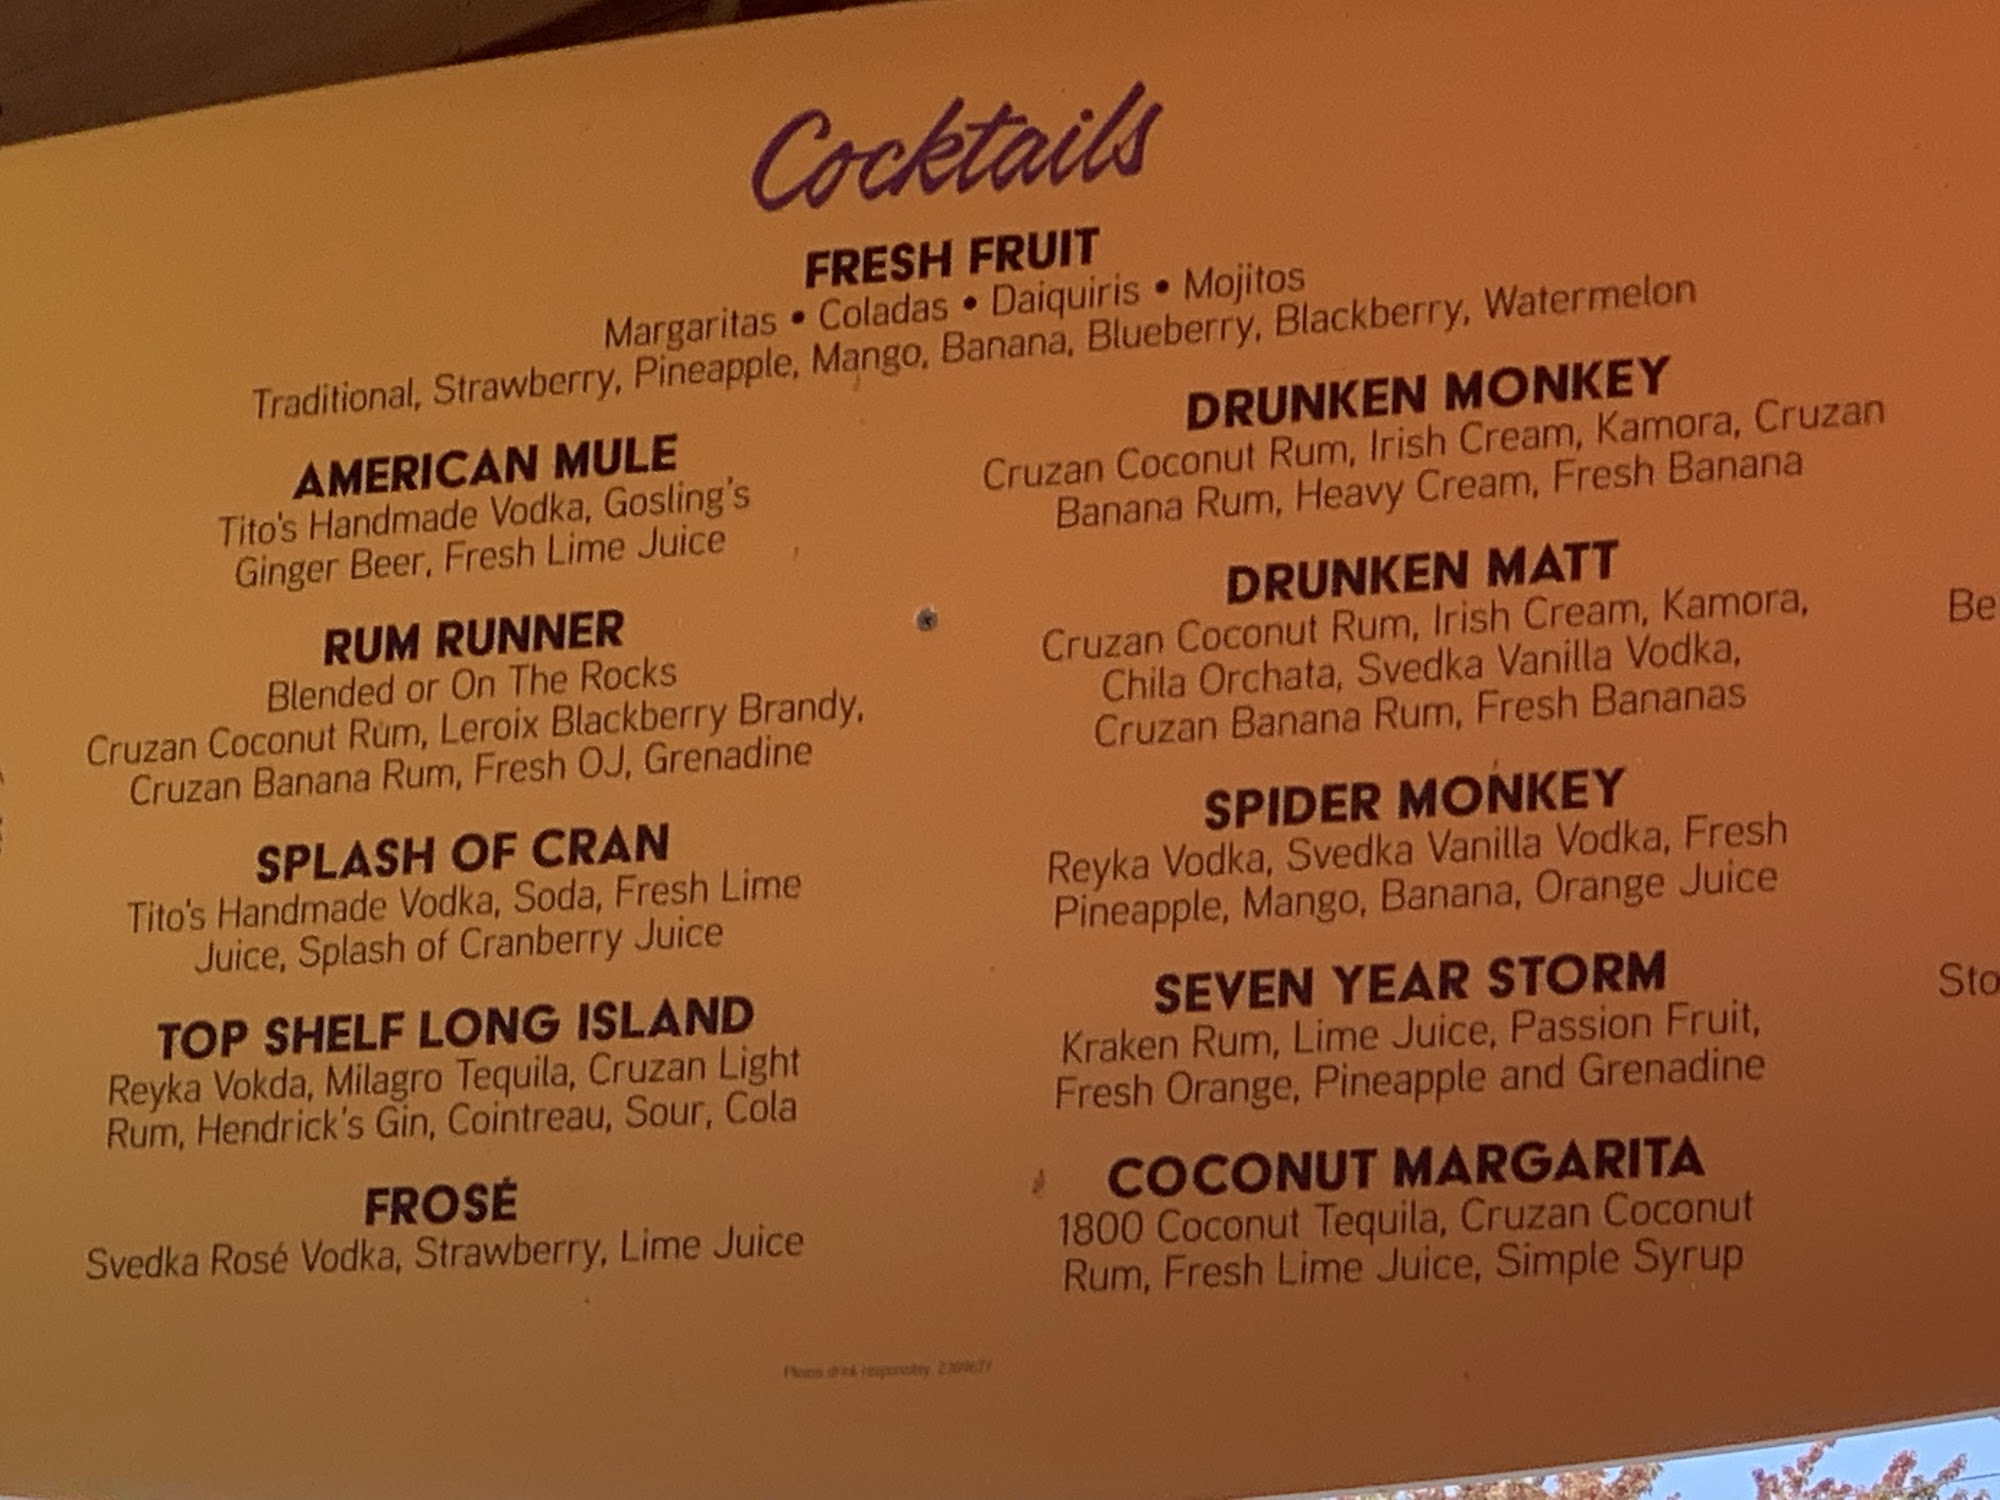 Cocktails
FRESH FRUIT
Margaritas • Coladas • Daiquiris • Mojitos
Traditional, Strawberry, Pineapple, Mango, Banana, Blueberry, Blackberry, Watermelon
AMERICAN MULE
Tito's Handmade Vodka, Gosling's
Ginger Beer, Fresh Lime Juice
RUM RUNNER
Blended or On The Rocks
Cruzan Coconut Rum, Leroix Blackberry Brandy,
Cruzan Banana Rum, Fresh OJ, Grenadine
SPLASH OF CRAN
Tito's Handmade Vodka, Soda, Fresh Lime
Juice, Splash of Cranberry Juice
TOP SHELF LONG ISLAND
Reyka Vokda, Milagro Tequila, Cruzan Light
Rum, Hendrick's Gin, Cointreau, Sour, Cola
FROSÉ
Svedka Rosé Vodka, Strawberry, Lime Juice
DRUNKEN MONKEY
Cruzan Coconut Rum, Irish Cream, Kamora, Cruzan
Banana Rum, Heavy Cream, Fresh Banana
DRUNKEN MATT
Cruzan Coconut Rum, Irish Cream, Kamora,
Chila Orchata, Svedka Vanilla Vodka,
Cruzan Banana Rum, Fresh Bananas
SPIDER MONKEY
Reyka Vodka, Svedka Vanilla Vodka, Fresh
Pineapple, Mango, Banana, Orange Juice
SEVEN YEAR STORM
Kraken Rum, Lime Juice, Passion Fruit,
Fresh Orange, Pineapple and Grenadine
COCONUT MARGARITA
1800 Coconut Tequila, Cruzan Coconut
Rum, Fresh Lime Juice, Simple Syrup
Be
Sto
Please drink responsibly.